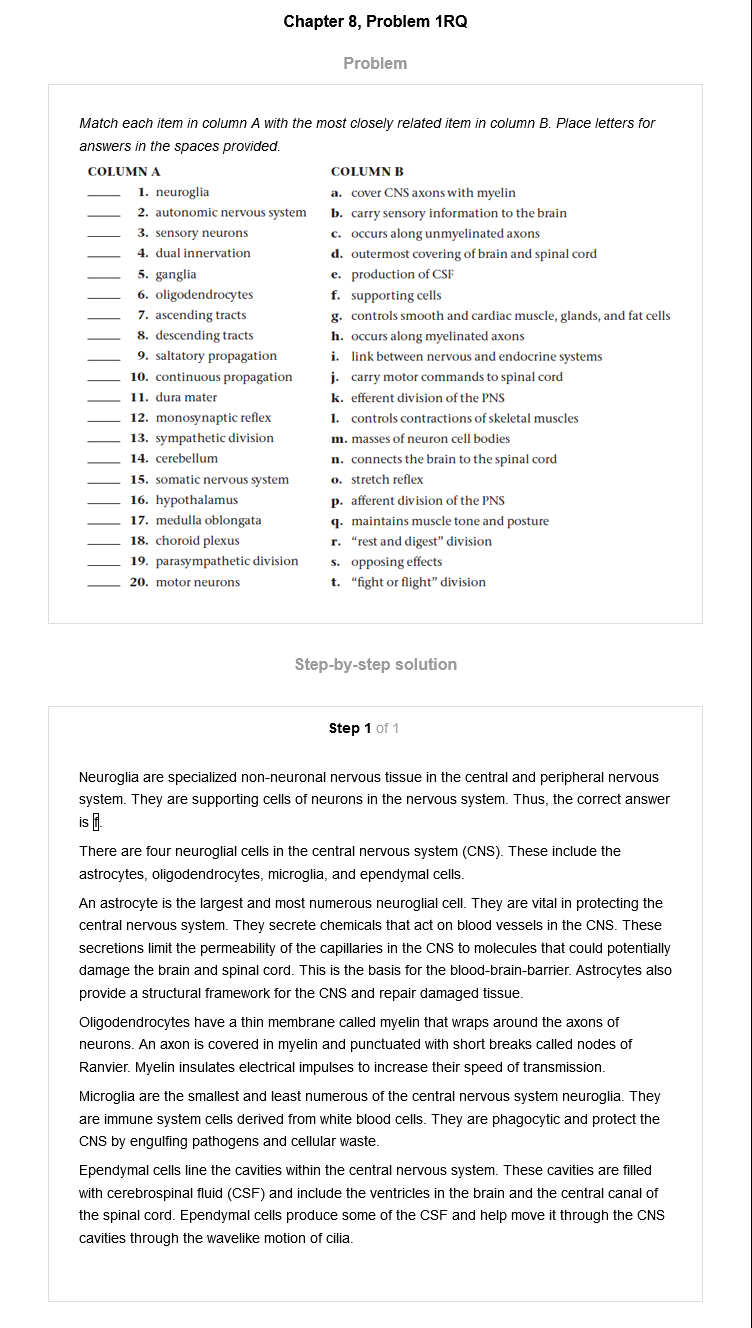 Chapter 8, Problem 1RQ
Problem
Match each item in column A with the most closely related item in column B. Place letters for
answers in the spaces provided.
COLUMN A COLUMN B
____ 1. neuroglia a. cover CNS axons with myelin
____ 2. autonomic nervous system b. carry sensory information to the brain
____ 3. sensory neurons c. occurs along unmyelinated axons
____ 4. dual innervation d. outermost covering of brain and spinal cord
____ 5. ganglia e. production of CSF
____ 6. oligodendrocytes f. supporting cells
____ 7. ascending tracts g. controls smooth and cardiac muscle, glands, and fat cells
____ 8. descending tracts h. occurs along myelinated axons
____ 9. saltatory propagation i. link between nervous and endocrine systems
____ 10. continuous propagation j. carry motor commands to spinal cord
____ 11. dura mater k. efferent division of the PNS
____ 12. monosynaptic reflex l. controls contractions of skeletal muscles
____ 13. sympathetic division m. masses of neuron cell bodies
____ 14. cerebellum n. connects the brain to the spinal cord
____ 15. somatic nervous system o. stretch reflex
____ 16. hypothalamus p. afferent division of the PNS
____ 17. medulla oblongata q. maintains muscle tone and posture
____ 18. choroid plexus r. “rest and digest” division
____ 19. parasympathetic division s. opposing effects
____ 20. motor neurons t. “fight or flight” division
Step-by-step solution
Step 1 of 1
Neuroglia are specialized non-neuronal nervous tissue in the central and peripheral nervous
system. They are supporting cells of neurons in the nervous system. Thus, the correct answer
is f.
There are four neuroglial cells in the central nervous system (CNS). These include the
astrocytes, oligodendrocytes, microglia, and ependymal cells.
An astrocyte is the largest and most numerous neuroglial cell. They are vital in protecting the
central nervous system. They secrete chemicals that act on blood vessels in the CNS. These
secretions limit the permeability of the capillaries in the CNS to molecules that could potentially
damage the brain and spinal cord. This is the basis for the blood-brain-barrier. Astrocytes also
provide a structural framework for the CNS and repair damaged tissue.
Oligodendrocytes have a thin membrane called myelin that wraps around the axons of
neurons. An axon is covered in myelin and punctuated with short breaks called nodes of
Ranvier. Myelin insulates electrical impulses to increase their speed of transmission.
Microglia are the smallest and least numerous of the central nervous system neuroglia. They
are immune system cells derived from white blood cells. They are phagocytic and protect the
CNS by engulfing pathogens and cellular waste.
Ependymal cells line the cavities within the central nervous system. These cavities are filled
with cerebrospinal fluid (CSF) and include the ventricles in the brain and the central canal of
the spinal cord. Ependymal cells produce some of the CSF and help move it through the CNS
cavities through the wavelike motion of cilia.